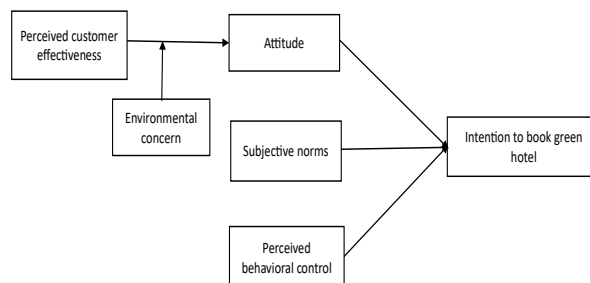 Perceived customer
effectiveness
Attitude
Environmental
concern
Subjective norms
Intention to book green
hotel
Perceived
behavioral control